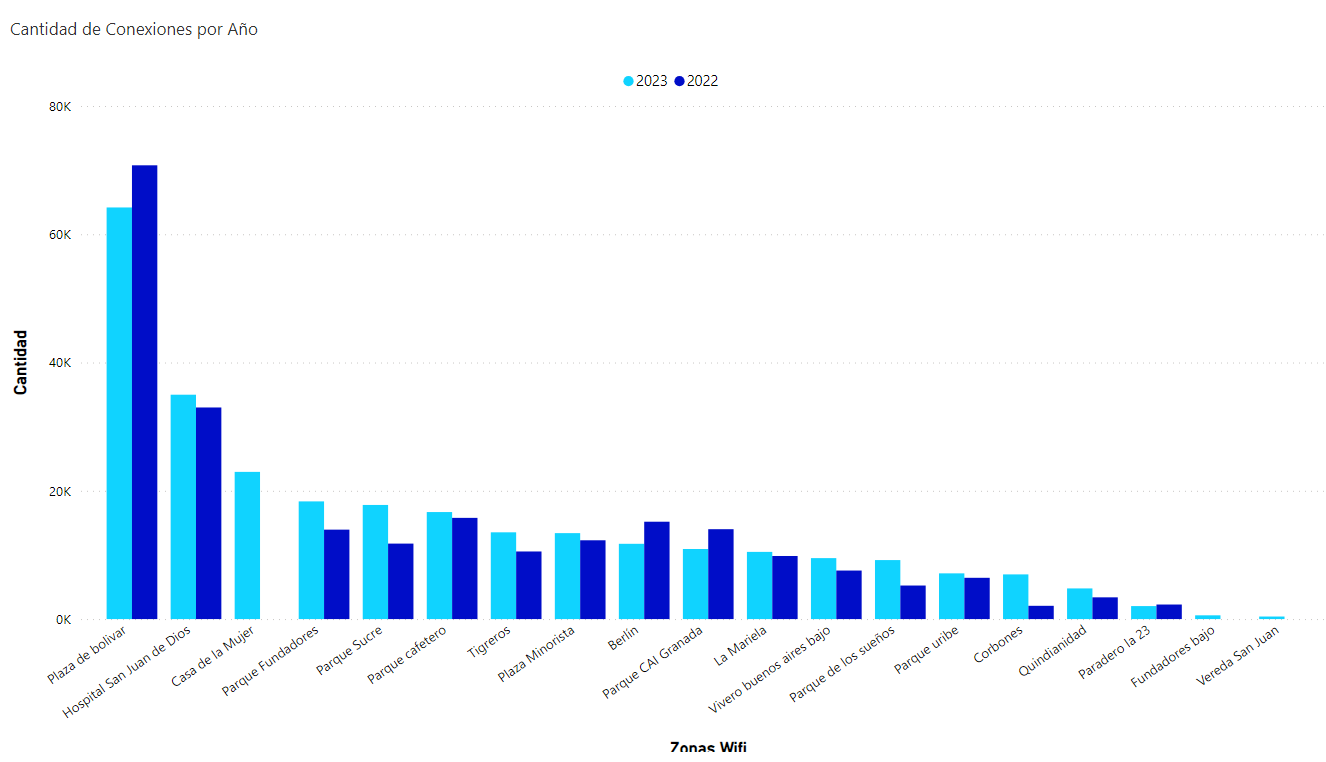 Cantidad de Conexiones por Año
2023 2022
80K
60K
40K
20K
0K
Cantidad
Plaza de bolivar
Hospital San Juan de Dios
Casa de la Mujer
Parque Fundadores
Parque Sucre
Parque cafetero
Tigreros
Plaza Minorista
Berlín
Parque CAI Granada
La Mariela
Vivero buenos aires bajo
Parque de los sueños
Parque uribe
Corbones
Quindianidad
Paradero la 23
Fundadores bajo
Vereda San Juan
Zonas Wifi